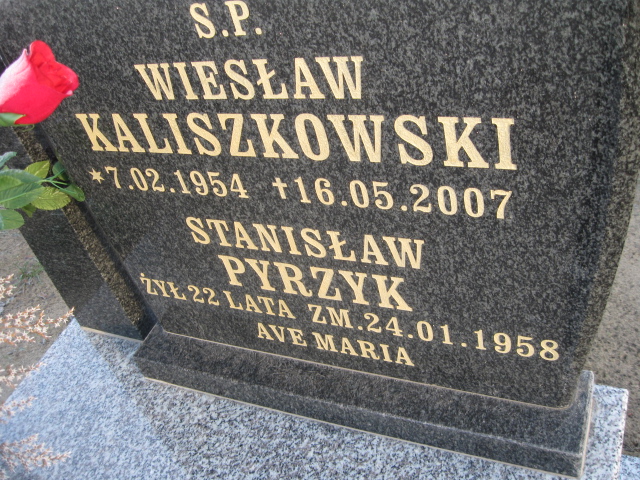 S.P.
WIESŁAW
KALISZKOWSKI
*7.02.1954 †16.05.2007
STANISŁAW
PYRZYK
ŻYŁ 22 LATA ZM.24.01.1958
AVE MARIA